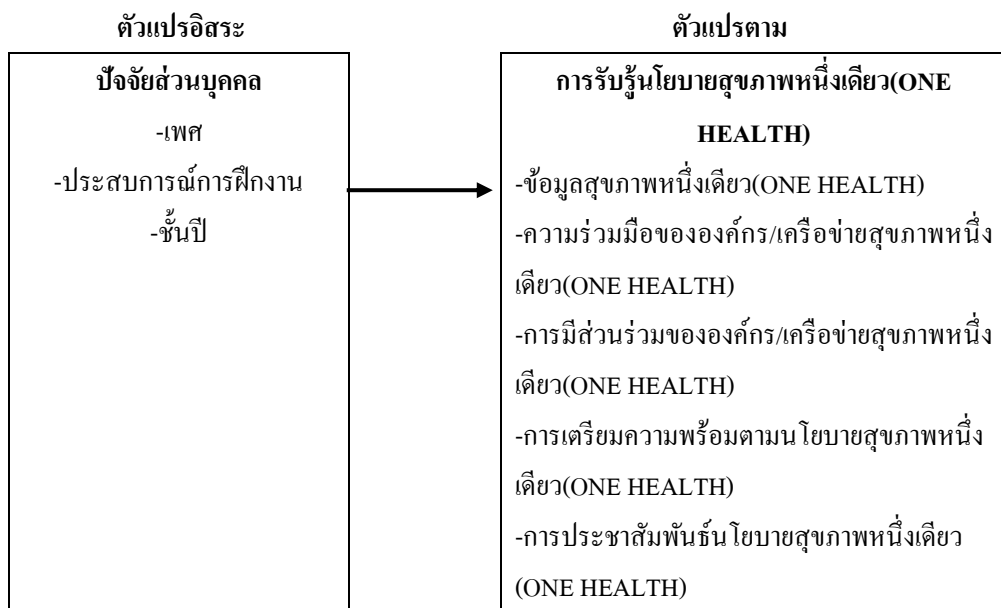 ตัวแปรอิสระ
ปัจจัยส่วนบุคคล
-เพศ
-ประสบการณ์การฝึกงาน
-ชั้นปี
ตัวแปรตาม
การรับรู้นโยบายสุขภาพหนึ่งเดียว(ONE
HEALTH)
-ข้อมูลสุขภาพหนึ่งเดียว(ONE HEALTH)
-ความร่วมมือขององค์กร/เครือข่ายสุขภาพหนึ่ง
เดียว(ONE HEALTH)
-การมีส่วนร่วมขององค์กร/เครือข่ายสุขภาพหนึ่ง
เดียว(ONE HEALTH)
-การเตรียมความพร้อมตามนโยบายสุขภาพหนึ่ง
เดียว(ONE HEALTH)
-การประชาสัมพันธ์นโยบายสุขภาพหนึ่งเดียว
(ONE HEALTH)